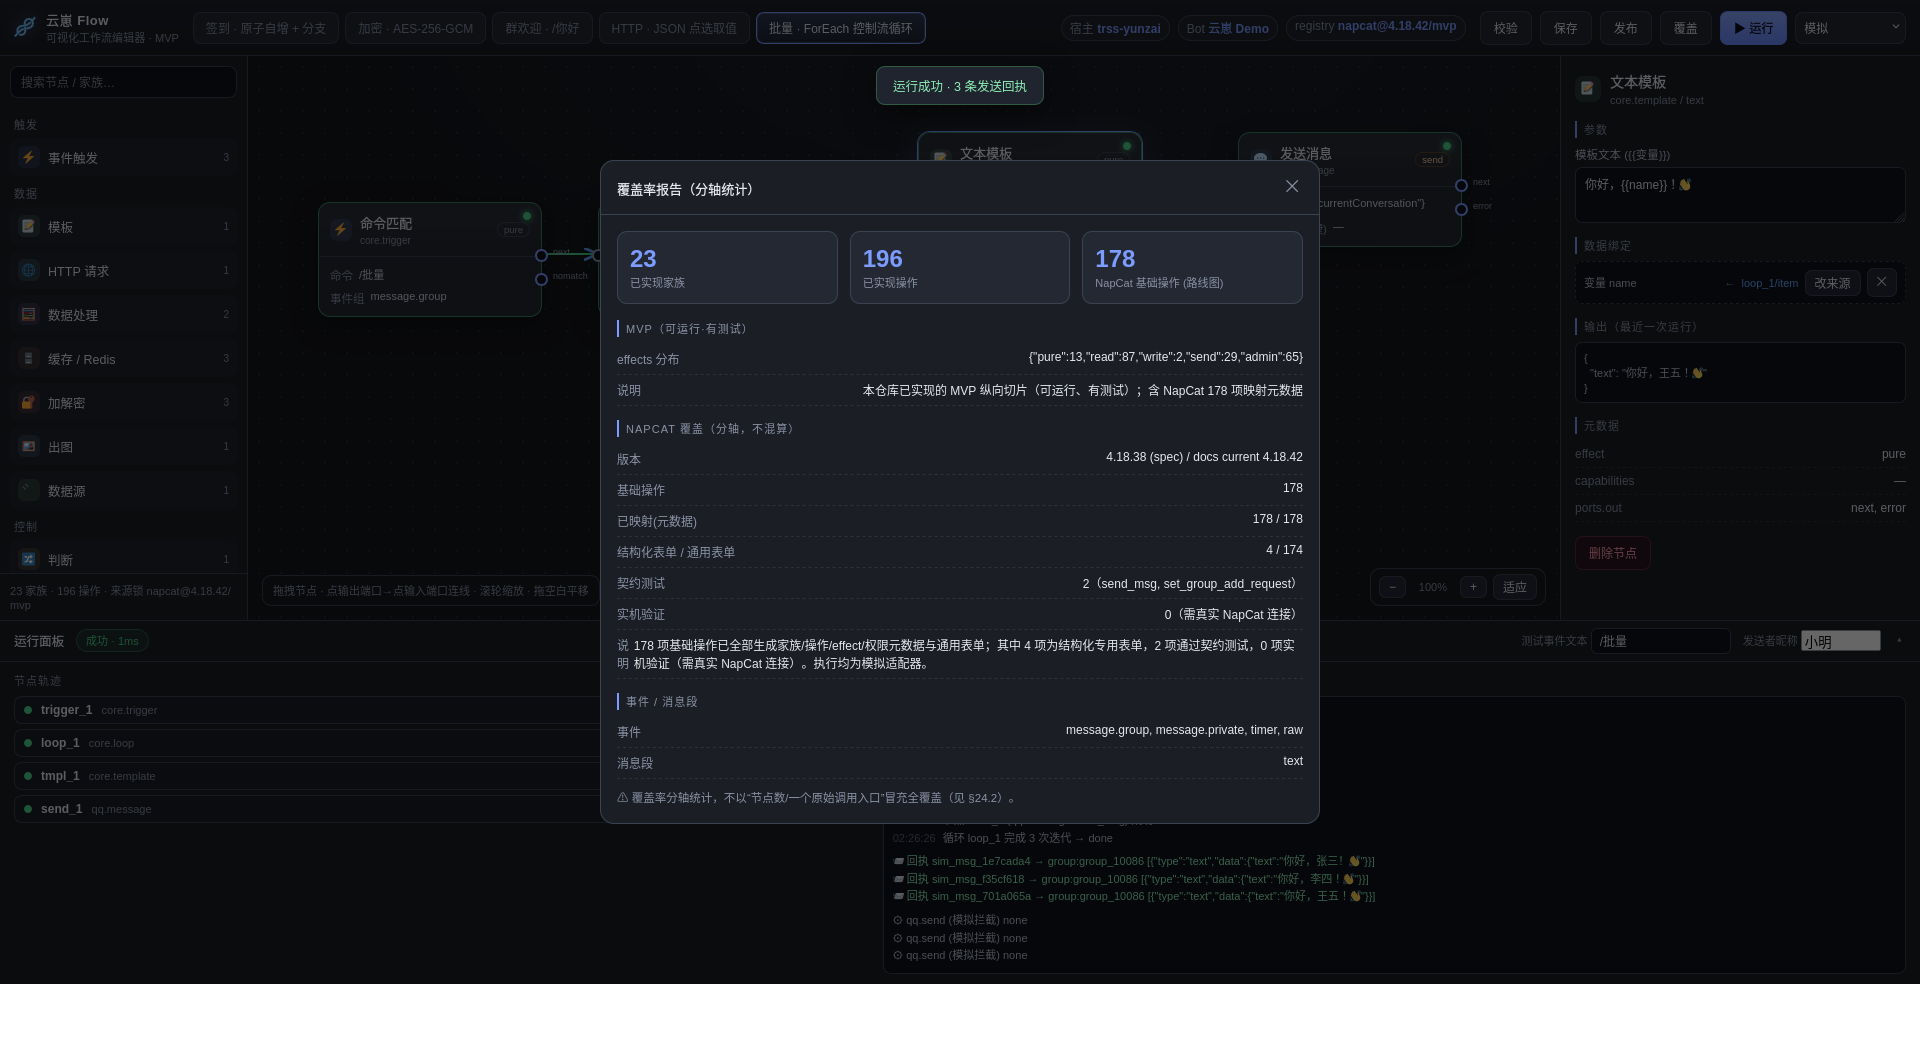 云崽 Flow
可视化工作流编辑器 · MVP
签到 · 原子自增 + 分支
加密 · AES-256-GCM
群欢迎 · /你好
HTTP · JSON 点选取值
批量 · ForEach 控制流循环
宿主 trss-yunzai
Bot 云崽 Demo
registry napcat@4.18.42/mvp
校验
保存
发布
覆盖
▶ 运行
模拟
搜索节点 / 家族…
触发
事件触发 3
数据
模板 1
HTTP 请求 1
数据处理 2
缓存 / Redis 3
加解密 3
出图 1
数据源 1
控制
判断 1
23 家族 · 196 操作 · 来源锁 napcat@4.18.42/
mvp
运行成功 · 3 条发送回执
命令匹配
core.trigger
pure
命令 /批量
事件组 message.group
next
nomatch
文本模板
发送消息
send
next
error
currentConversation"}
—
拖拽节点 · 点输出端口→点输入端口连线 · 滚轮缩放 · 拖空白平移
− 100% + 适应
覆盖率报告（分轴统计）
23
已实现家族
196
已实现操作
178
NapCat 基础操作 (路线图)
MVP（可运行·有测试）
effects 分布 {"pure":13,"read":87,"write":2,"send":29,"admin":65}
说明 本仓库已实现的 MVP 纵向切片（可运行、有测试）；含 NapCat 178 项映射元数据
NAPCAT 覆盖（分轴，不混算）
版本 4.18.38 (spec) / docs current 4.18.42
基础操作 178
已映射(元数据) 178 / 178
结构化表单 / 通用表单 4 / 174
契约测试 2（send_msg, set_group_add_request）
实机验证 0（需真实 NapCat 连接）
说明 178 项基础操作已全部生成家族/操作/effect/权限元数据与通用表单；其中 4 项为结构化专用表单，2 项通过契约测试，0 项实
机验证（需真实 NapCat 连接）。执行均为模拟适配器。
事件 / 消息段
事件 message.group, message.private, timer, raw
消息段 text
⚠ 覆盖率分轴统计，不以"节点数/一个原始调用入口"冒充全覆盖（见 §24.2）。
文本模板
core.template / text
参数
模板文本 ({{变量}})
你好，{{name}}！👋
数据绑定
变量 name ← loop_1/item 改来源
输出（最近一次运行）
{
"text": "你好，王五！👋"
}
元数据
effect pure
capabilities —
ports.out next, error
删除节点
运行面板
成功 · 1ms
测试事件文本 /批量
发送者昵称 小明
节点轨迹
trigger_1 core.trigger
loop_1 core.loop
tmpl_1 core.template
send_1 qq.message
02:26:26 循环 loop_1 完成 3 次迭代 → done
📨 回执 sim_msg_1e7cada4 → group:group_10086 [{"type":"text","data":{"text":"你好，张三！👋"}}]
📨 回执 sim_msg_f35cf618 → group:group_10086 [{"type":"text","data":{"text":"你好，李四！👋"}}]
📨 回执 sim_msg_701a065a → group:group_10086 [{"type":"text","data":{"text":"你好，王五！👋"}}]
⊙ qq.send (模拟拦截) none
⊙ qq.send (模拟拦截) none
⊙ qq.send (模拟拦截) none